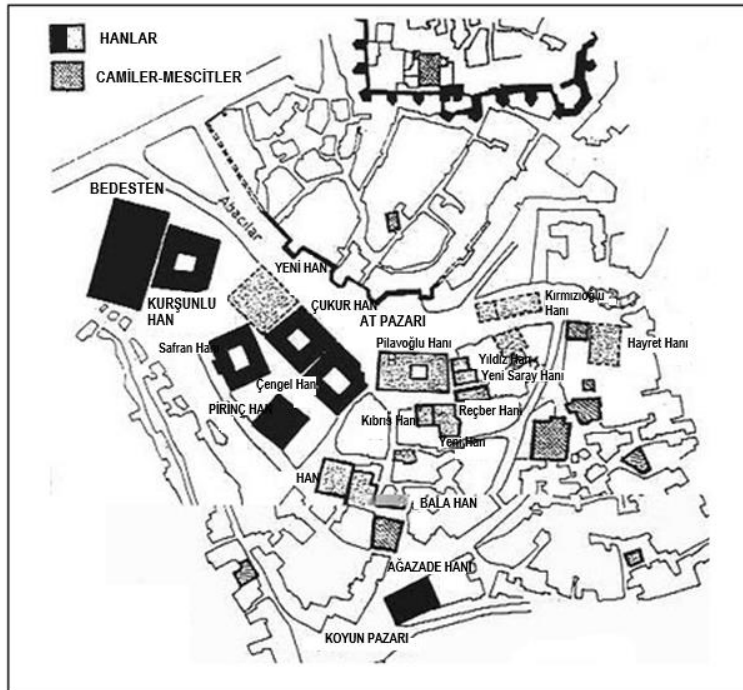 HANLAR
CAMİLER-MESCİTLER
BEDESTEN
Abacılar
YENİ HAN
KURŞUNLU
HAN
ÇUKUR HAN
AT PAZARI
Kırmızıoğlu
Hanı
Safran Hanı
Pilavoğlu Hanı
Yıldız Hanı
Hayret Hanı
Yeni Saray Hanı
Çengel Han
PİRİNÇ HAN
Reçber Hanı
Kıbrıs Hanı
Yeni Han
HAN
BALA HAN
AĞAZADE HANI
KOYUN PAZARI